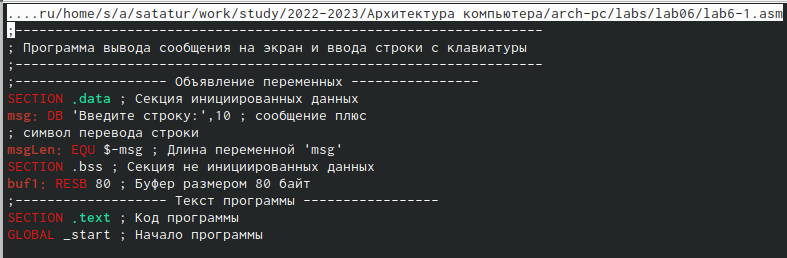 ....ru/home/s/a/satatur/work/study/2022-2023/Архитектура компьютера/arch-pc/labs/lab06/lab6-1.asm
;------------------------------------------------------------------
; Программа вывода сообщения на экран и ввода строки с клавиатуры
;------------------------------------------------------------------
;------------------- Объявление переменных ----------------
SECTION .data ; Секция инициированных данных
msg: DB 'Введите строку:',10 ; сообщение плюс
; символ перевода строки
msgLen: EQU $-msg ; Длина переменной 'msg'
SECTION .bss ; Секция не инициированных данных
buf1: RESB 80 ; Буфер размером 80 байт
;------------------- Текст программы -----------------
SECTION .text ; Код программы
GLOBAL _start ; Начало программы